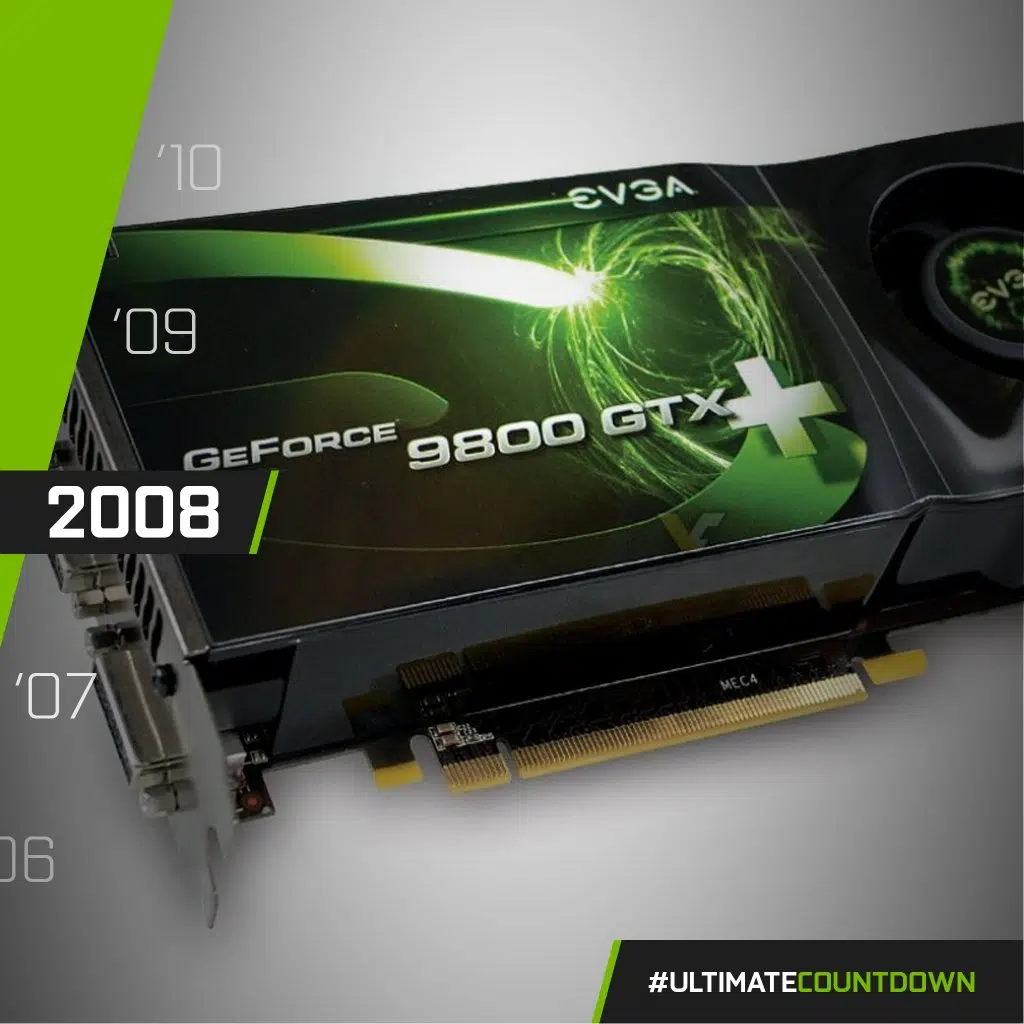 '10
EVGA
'09
EVGA
GEFORCE 9800 GTX+
2008
'07
MEC4
'06
#ULTIMATECOUNTDOWN